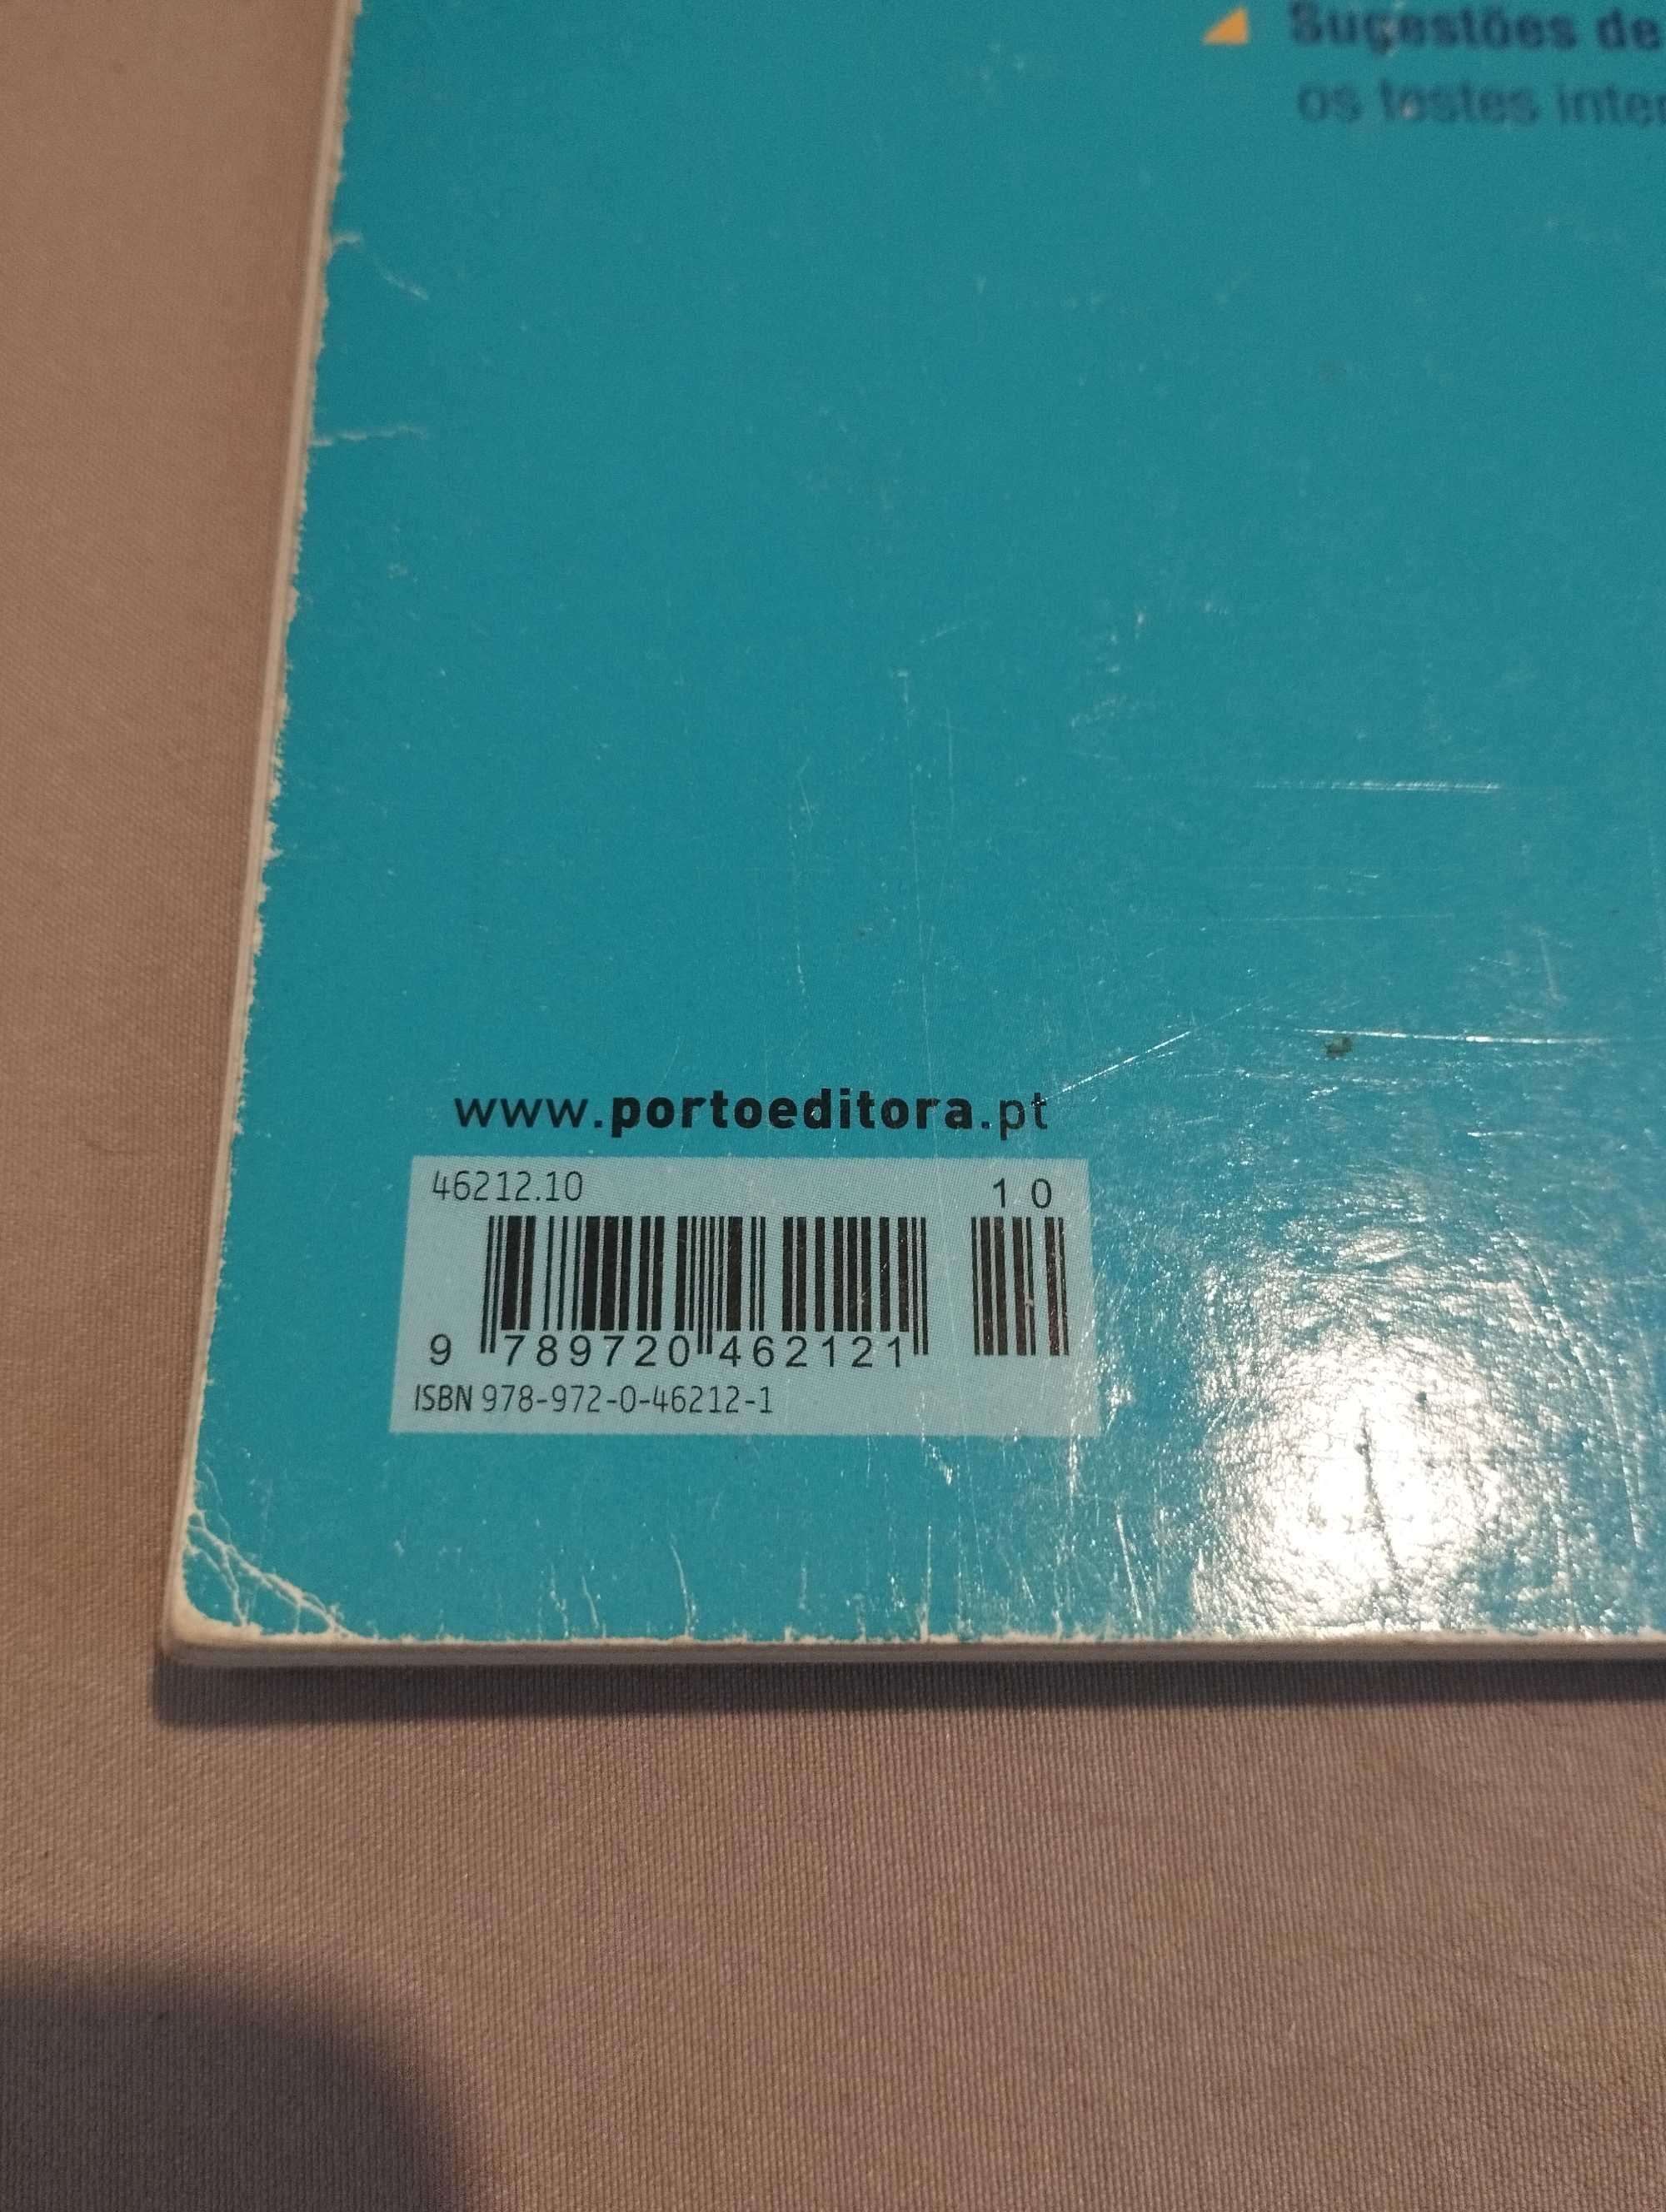 Sugestões de
os testes inter
www.portoeditora.pt
46212.10
10
9 789720 462121
ISBN 978-972-0-46212-1